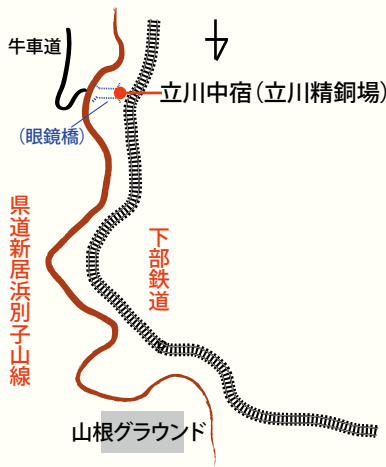 牛車道
立川中宿(立川精銅場)
(眼鏡橋)
県道新居浜別子山線
下部鉄道
山根グラウンド